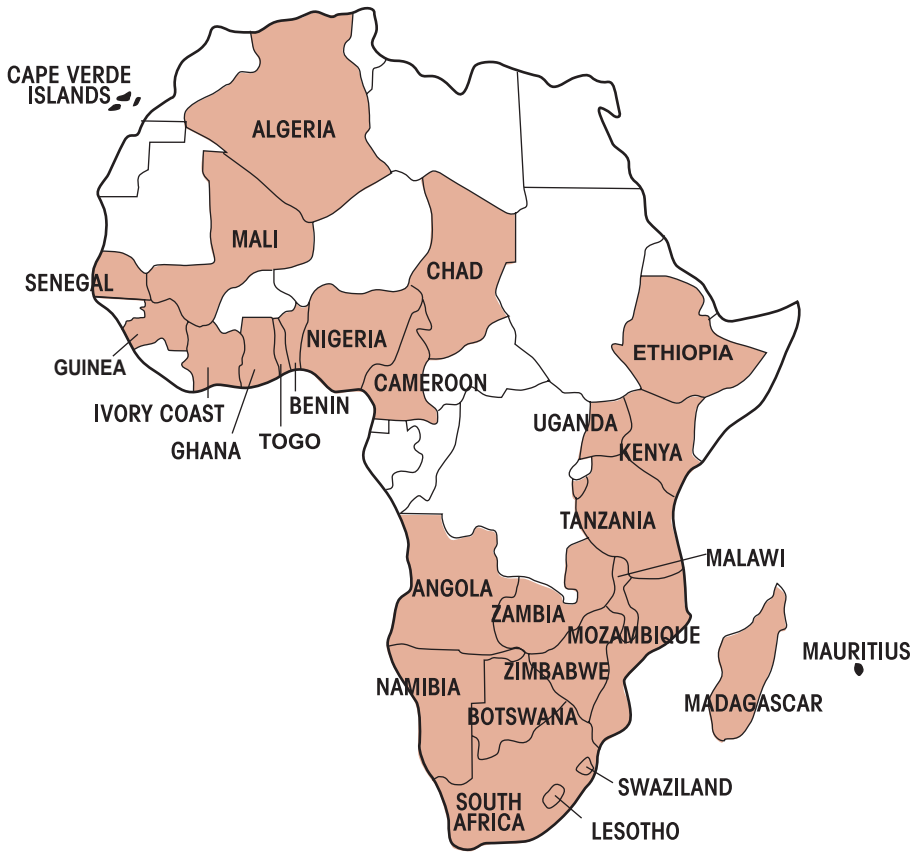 CAPE VERDE
ISLANDS
ALGERIA
MALI
CHAD
SENEGAL
NIGERIA
ETHIOPIA
GUINEA
CAMEROON
BENIN
IVORY COAST
UGANDA
GHANA
TOGO
KENYA
TANZANIA
MALAWI
ANGOLA
ZAMBIA
MOZAMBIQUE
MAURITIUS
ZIMBABWE
NAMIBIA
MADAGASCAR
BOTSWANA
SWAZILAND
SOUTH
AFRICA
LESOTHO